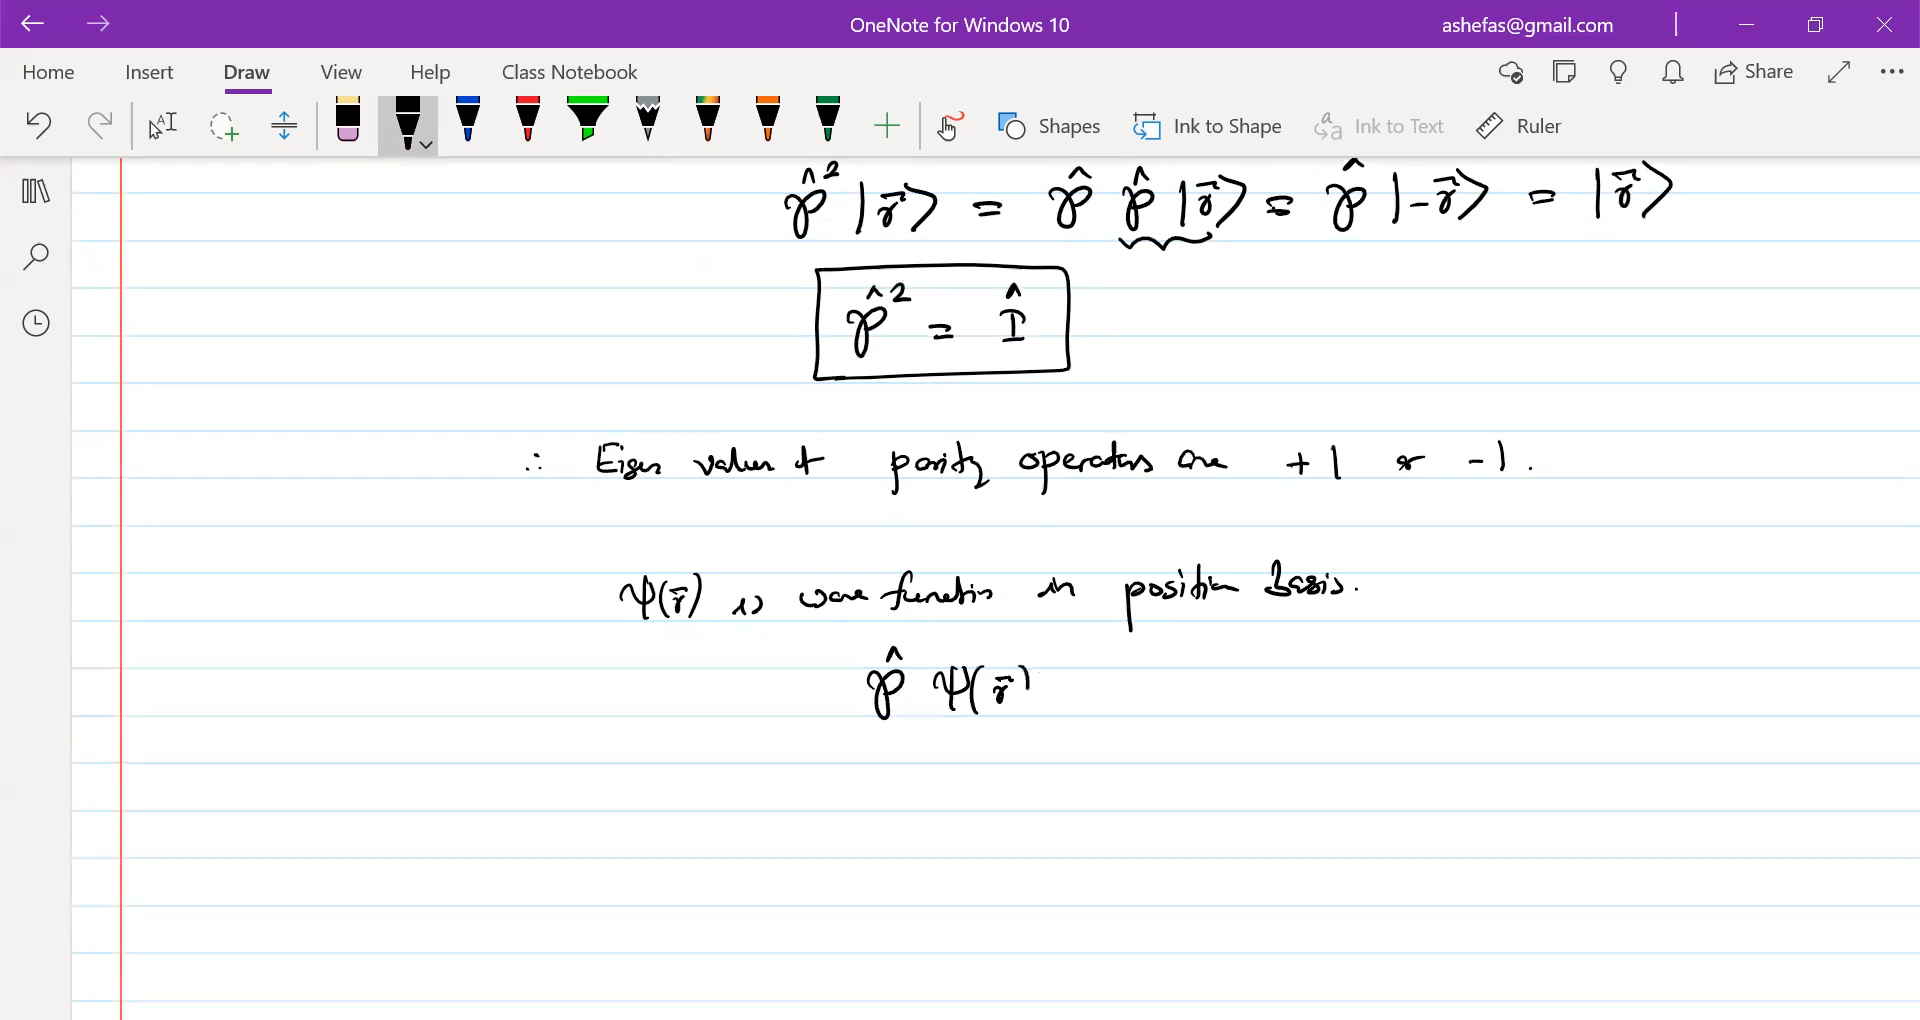 OneNote for Windows 10 ashefas@gmail.com
Home Insert Draw View Help Class Notebook Share
Shapes Ink to Shape Ink to Text Ruler
𝒫̂² |r⃗⟩ = 𝒫̂ 𝒫̂ |r⃗⟩ = 𝒫̂ |-r⃗⟩ = |r⃗⟩
𝒫̂² = Î
∴ Eigen values of parity operators are +1 or -1.
ψ(r⃗) is wave function in position basis.
𝒫̂ ψ(r⃗)